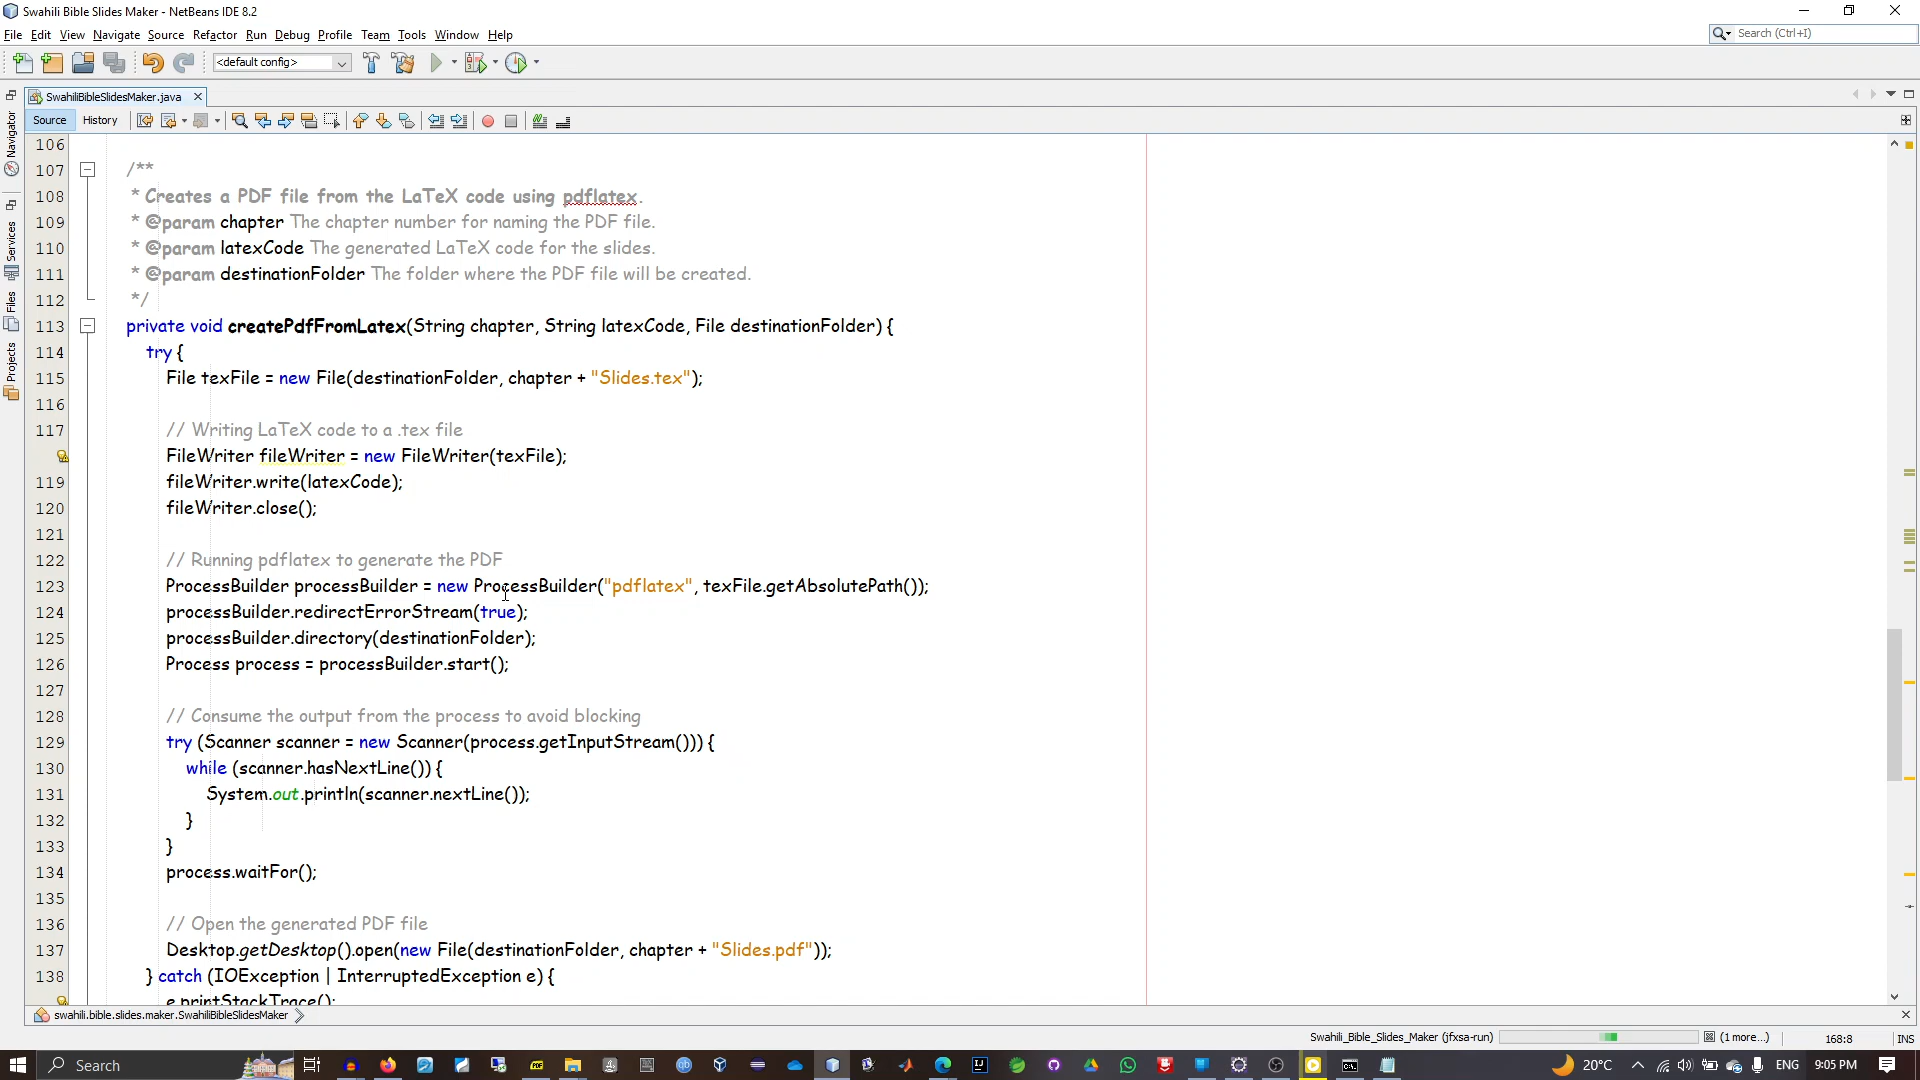 Swahili Bible Slides Maker - NetBeans IDE 8.2
File Edit View Navigate Source Refactor Run Debug Profile Team Tools Window Help
Search (Ctrl+I)
<default config>
SwahiliBibleSlidesMaker.java
Source History
Navigator
Services
Files
Projects
106
107 /**
108 * Creates a PDF file from the LaTeX code using pdflatex.
109 * @param chapter The chapter number for naming the PDF file.
110 * @param latexCode The generated LaTeX code for the slides.
111 * @param destinationFolder The folder where the PDF file will be created.
112 */
113 private void createPdfFromLatex(String chapter, String latexCode, File destinationFolder) {
114 try {
115 File texFile = new File(destinationFolder, chapter + "Slides.tex");
116
117 // Writing LaTeX code to a .tex file
FileWriter fileWriter = new FileWriter(texFile);
119 fileWriter.write(latexCode);
120 fileWriter.close();
121
122 // Running pdflatex to generate the PDF
123 ProcessBuilder processBuilder = new ProcessBuilder("pdflatex", texFile.getAbsolutePath());
124 processBuilder.redirectErrorStream(true);
125 processBuilder.directory(destinationFolder);
126 Process process = processBuilder.start();
127
128 // Consume the output from the process to avoid blocking
129 try (Scanner scanner = new Scanner(process.getInputStream())) {
130 while (scanner.hasNextLine()) {
131 System.out.println(scanner.nextLine());
132 }
133 }
134 process.waitFor();
135
136 // Open the generated PDF file
137 Desktop.getDesktop().open(new File(destinationFolder, chapter + "Slides.pdf"));
138 } catch (IOException | InterruptedException e) {
e.printStackTrace();
swahili.bible.slides.maker.SwahiliBibleSlidesMaker
Swahili_Bible_Slides_Maker (jfxsa-run) (1 more...) 168:8 INS
Search 20°C ENG 9:05 PM